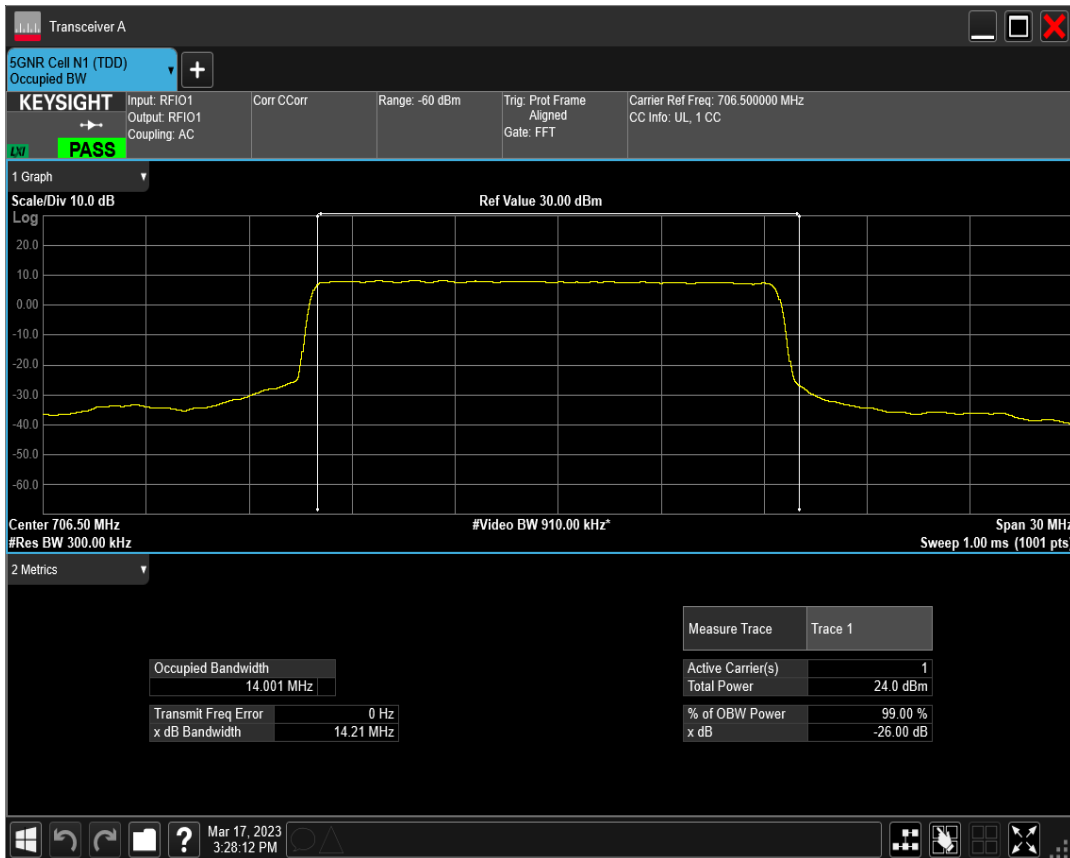 Transceiver A
5GNR Cell N1 (TDD)
Occupied BW
+
KEYSIGHT
LXI
PASS
Input: RFIO1
Output: RFIO1
Coupling: AC
Corr CCorr
Range: -60 dBm
Trig: Prot Frame
Aligned
Gate: FFT
Carrier Ref Freq: 706.500000 MHz
CC Info: UL, 1 CC
1 Graph
Scale/Div 10.0 dB
Ref Value 30.00 dBm
Log
20.0
10.0
0.00
-10.0
-20.0
-30.0
-40.0
-50.0
-60.0
Center 706.50 MHz
#Video BW 910.00 kHz*
Span 30 MHz
#Res BW 300.00 kHz
Sweep 1.00 ms (1001 pts)
2 Metrics
Measure Trace Trace 1
Occupied Bandwidth
14.001 MHz
Transmit Freq Error 0 Hz
x dB Bandwidth 14.21 MHz
Active Carrier(s) 1
Total Power 24.0 dBm
% of OBW Power 99.00 %
x dB -26.00 dB
?
Mar 17, 2023
3:28:12 PM